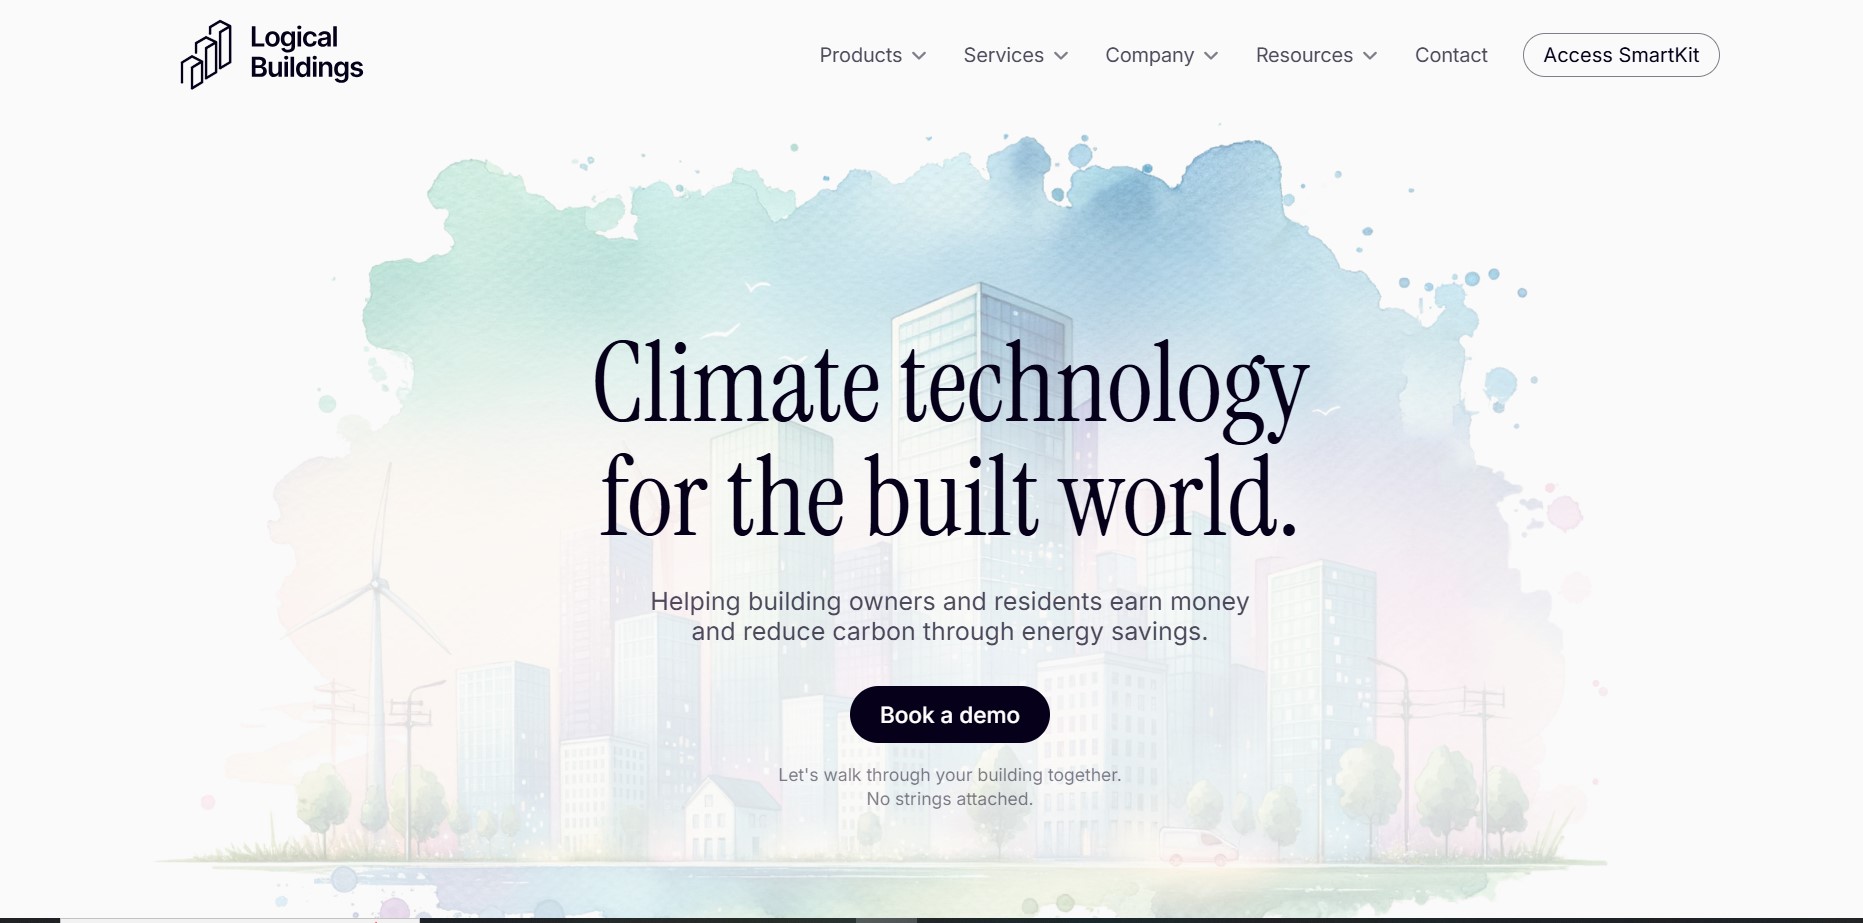 Logical
Buildings
Products
Services
Company
Resources
Contact
Access SmartKit
Climate technology
for the built world.
Helping building owners and residents earn money
and reduce carbon through energy savings.
Book a demo
Let's walk through your building together.
No strings attached.